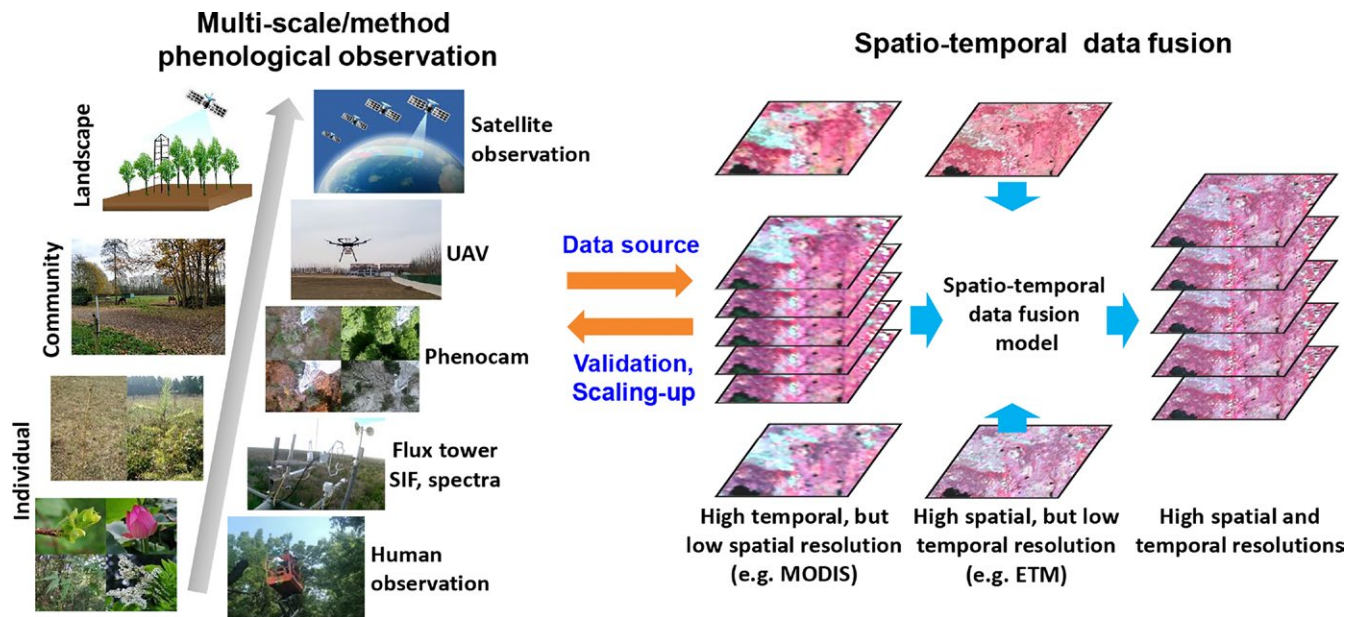 Multi-scale/method
phenological observation
Landscape
Community
Individual
Satellite
observation
UAV
Phenocam
Flux tower
SIF, spectra
Human
observation
Data source
Validation,
Scaling-up
Spatio-temporal data fusion
Spatio-temporal
data fusion
model
High temporal, but
low spatial resolution
(e.g. MODIS)
High spatial, but low
temporal resolution
(e.g. ETM)
High spatial and
temporal resolutions